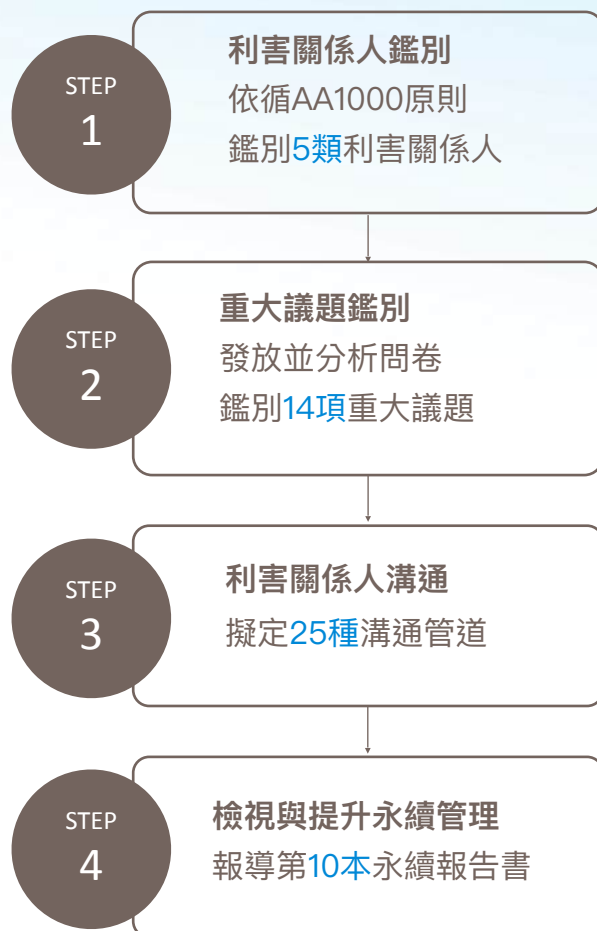 STEP
1
利害關係人鑑別
依循AA1000原則
鑑別5類利害關係人
STEP
2
重大議題鑑別
發放並分析問卷
鑑別14項重大議題
STEP
3
利害關係人溝通
擬定25種溝通管道
STEP
4
檢視與提升永續管理
報導第10本永續報告書